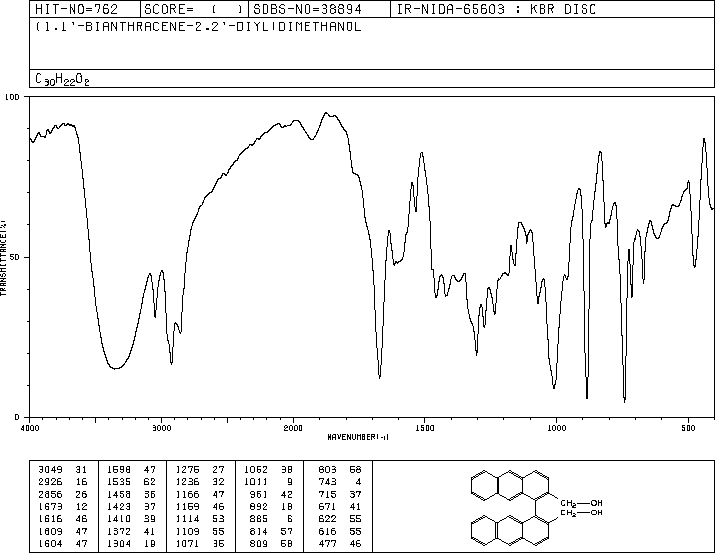 HIT-NO=762 SCORE= ( ) SDBS-NO=38894 IR-NIDA-65603 : KBR DISC
(1.1'-BIANTHRACENE-2.2'-DIYL)DIMETHANOL
C30H22O2
100
50
0
TRANSMITTANCE(%)
4000 3000 2000 1500 1000 500
WAVENUMBER(-1)
3049 31 1598 47 1275 27 1052 38 803 58
2926 16 1535 62 1236 32 1011 9 743 4
2856 26 1458 36 1166 47 961 42 715 37
1673 12 1423 37 1159 46 892 18 671 41
1616 46 1410 39 1114 53 885 6 622 55
1609 47 1372 41 1109 55 814 57 616 55
1604 47 1304 19 1071 35 809 58 477 46
CH2—OH
CH2—OH